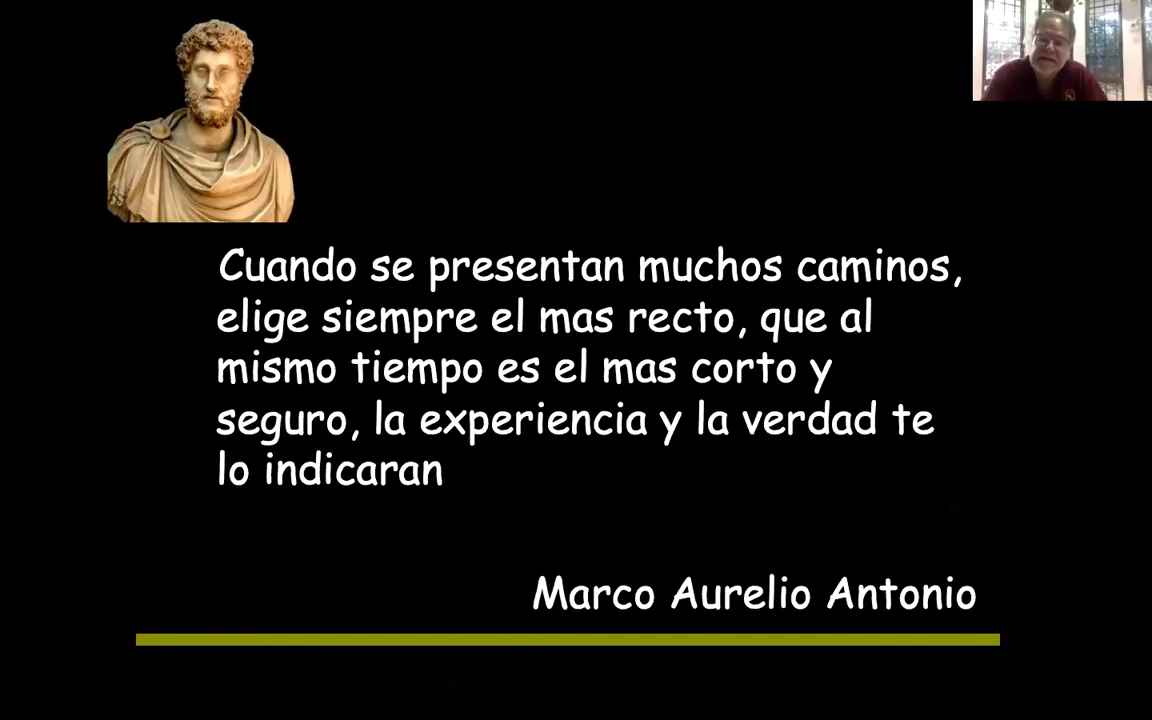 Cuando se presentan muchos caminos,
elige siempre el mas recto, que al
mismo tiempo es el mas corto y
seguro, la experiencia y la verdad te
lo indicaran
Marco Aurelio Antonio